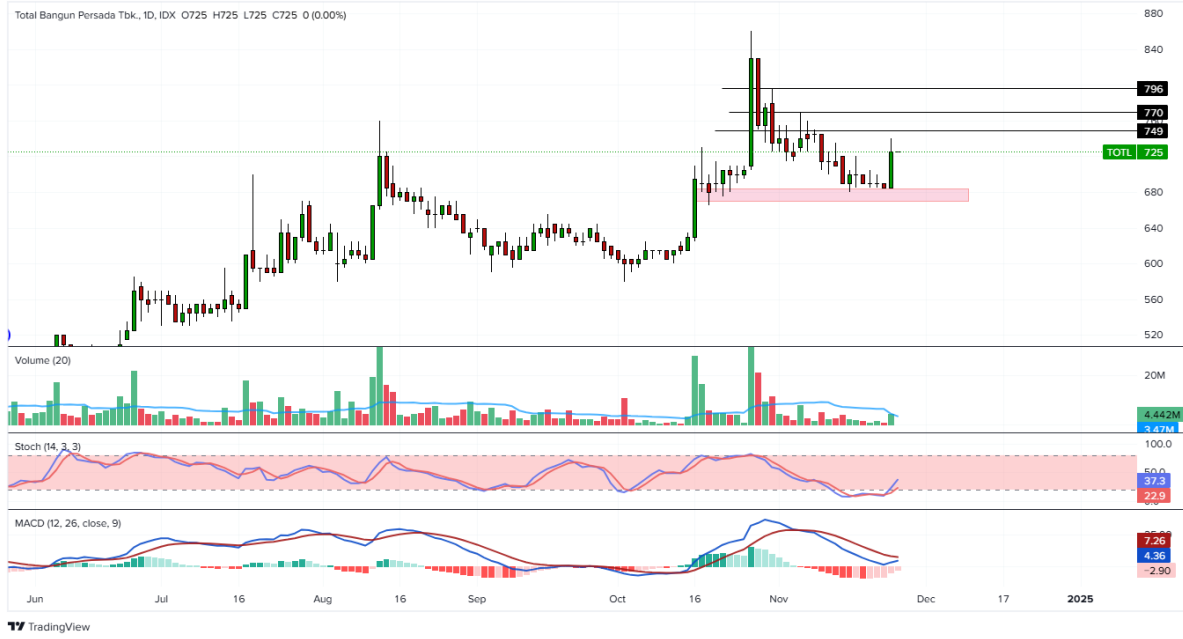 Total Bangun Persada Tbk., 1D, IDX O725 H725 L725 C725 0 (0.00%)
880
840
796
770
749
TOTL 725
680
640
600
560
520
Volume (20)
20M
4.442M
3.47M
Stoch (14, 3, 3)
100.0
50.0
37.3
22.9
MACD (12, 26, close, 9)
7.26
4.36
−2.90
Jun Jul 16 Aug 16 Sep Oct 16 Nov Dec 17 2025
TradingView